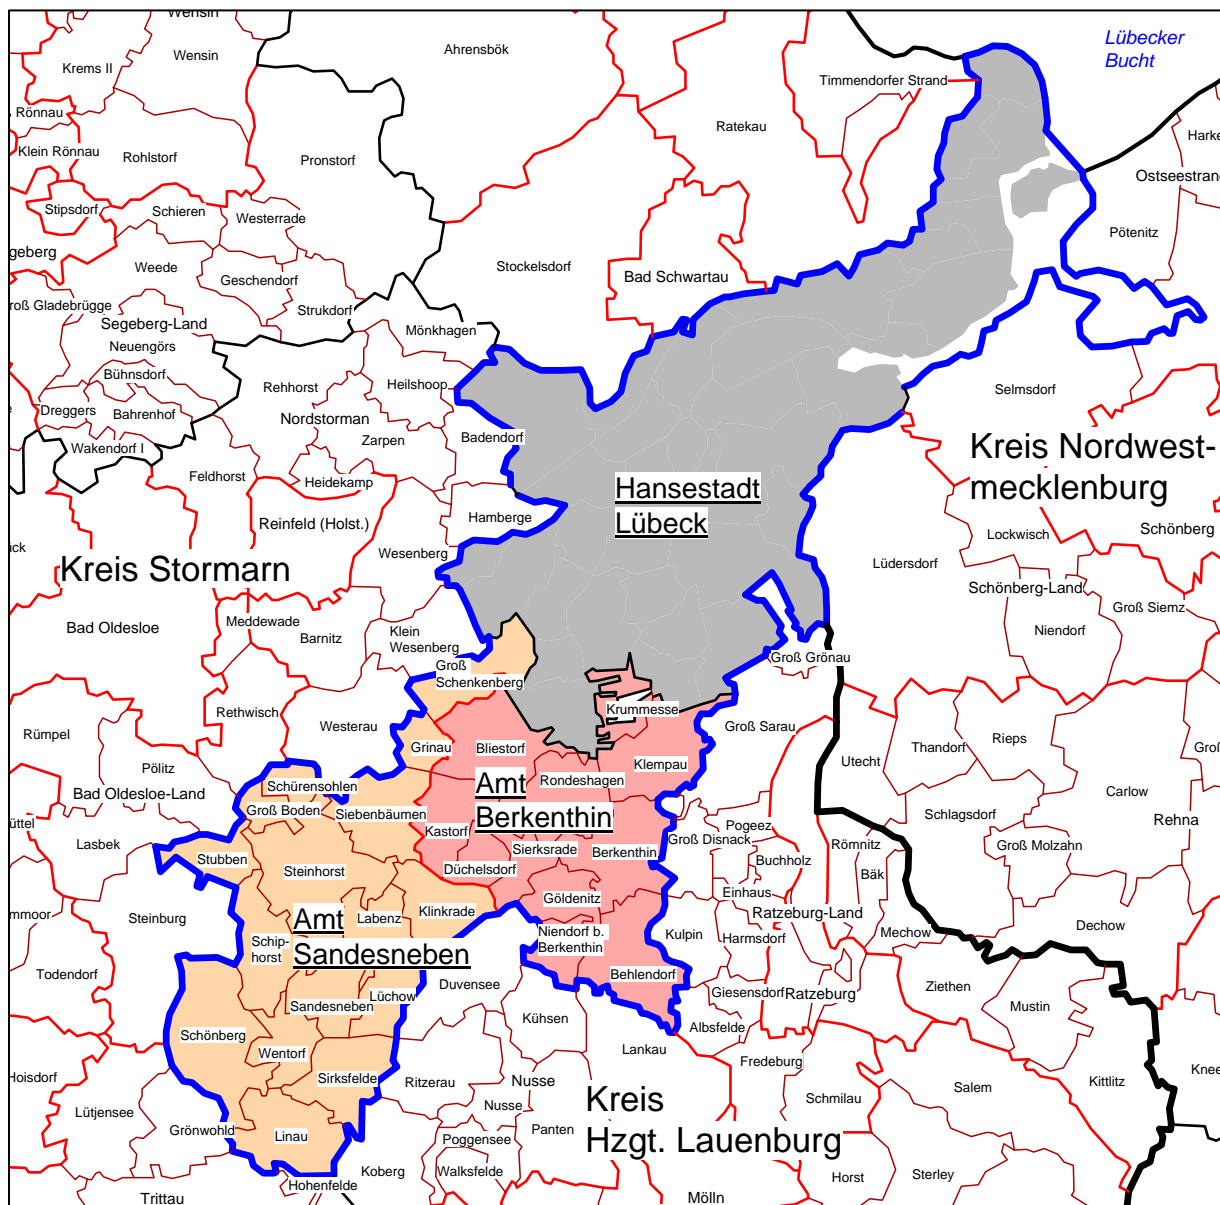 Wensin
Wensin
Ahrensbök
Lübecker
Bucht
Krems II
Timmendorfer Strand
Rönnau
Ratekau
Klein Rönnau
Rohlstorf
Pronstorf
Harke
Ostseestrand
Stipsdorf
Schieren
Westerrade
Pötenitz
geberg
Weede
Stockelsdorf
Bad Schwartau
Geschendorf
roß Gladebrügge
Strukdorf
Segeberg-Land
Mönkhagen
Neuengörs
Bühnsdorf
Rehhorst
Heilshoop
Selmsdorf
Dreggers
Bahrenhof
Nordstorman
Zarpen
Badendorf
Wakendorf I
Kreis Nordwest-
mecklenburg
Feldhorst
Heidekamp
Hansestadt
Lübeck
Reinfeld (Holst.)
Hamberge
Schönberg
Lockwisch
ück
Wesenberg
Kreis Stormarn
Lüdersdorf
Schönberg-Land
Groß Siemz
Bad Oldesloe
Meddewade
Barnitz
Klein
Wesenberg
Niendorf
Groß
Schenkenberg
Groß Grönau
Rethwisch
Westerau
Krummesse
Rümpel
Groß Sarau
Grinau
Bliestorf
Thandorf
Rieps
Groß
Pölitz
Klempau
Utecht
Rondeshagen
Schürensohlen
Amt
Berkenthin
Bad Oldesloe-Land
Carlow
Groß Boden
Siebenbäumen
Schlagsdorf
Rehna
üttel
Kastorf
Pogeez
Lasbek
Groß Disnack
Römnitz
Groß Molzahn
Stubben
Sierksrade
Berkenthin
Buchholz
Steinhorst
Düchelsdorf
Bäk
Göldenitz
Einhaus
mmoor
Steinburg
Amt
Sandesneben
Labenz
Klinkrade
Ratzeburg-Land
Dechow
Niendorf b.
Berkenthin
Kulpin
Harmsdorf
Mechow
Schip-
horst
Todendorf
Behlendorf
Duvensee
Giesensdorf
Ratzeburg
Ziethen
Lüchow
Sandesneben
Mustin
Kühsen
Albsfelde
Schönberg
Lankau
Wentorf
Fredeburg
Hoisdorf
Sirksfelde
Ritzerau
Nusse
Salem
Kittlitz
Knee
Kreis
Hzgt. Lauenburg
Schmilau
Lütjensee
Nusse
Grönwohld
Linau
Panten
Poggensee
Koberg
Walksfelde
Horst
Sterley
Hohenfelde
Trittau
Mölln